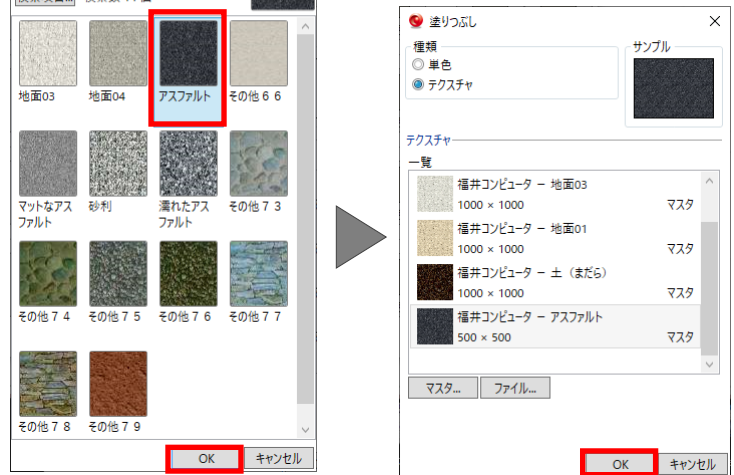 地面03 地面04 アスファルト その他６６
マットなアス 砂利 濡れたアス その他７３
ファルト ファルト
その他７４ その他７５ その他７６ その他７７
その他７８ その他７９
OK キャンセル
塗りつぶし
種類 サンプル
単色
テクスチャ
テクスチャ
一覧
福井コンピュータ － 地面03
1000 × 1000 マスタ
福井コンピュータ － 地面01
1000 × 1000 マスタ
福井コンピュータ － 土（まだら）
1000 × 1000 マスタ
福井コンピュータ － アスファルト
500 × 500 マスタ
マスタ... ファイル...
OK キャンセル